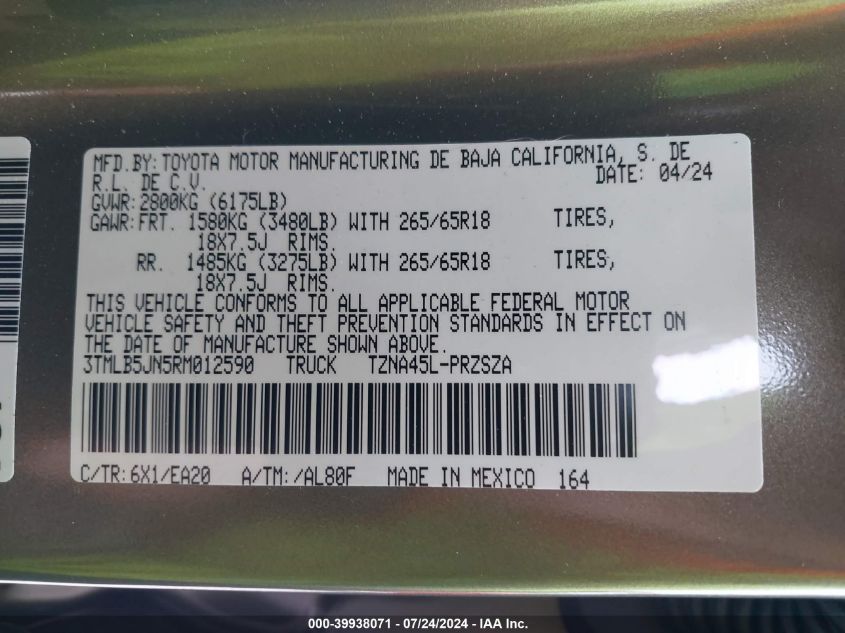 MFD.BY:TOYOTA MOTOR MANUFACTURING DE BAJA CALIFORNIA, S. DE
R.L. DE C.V. DATE: 04/24
GVWR:2800KG (6175LB)
GAWR:FRT. 1580KG (3480LB) WITH 265/65R18 TIRES,
18X7.5J RIMS.
RR. 1485KG (3275LB) WITH 265/65R18 TIRES,
18X7.5J RIMS.
THIS VEHICLE CONFORMS TO ALL APPLICABLE FEDERAL MOTOR
VEHICLE SAFETY AND THEFT PREVENTION STANDARDS IN EFFECT ON
THE DATE OF MANUFACTURE SHOWN ABOVE.
3TMLB5JN5RM012590 TRUCK TZNA45L-PRZSZA
C/TR:6X1/EA20 A/TM:/AL80F MADE IN MEXICO 164
000-39938071 / 07/24/2024 - IAA Inc.